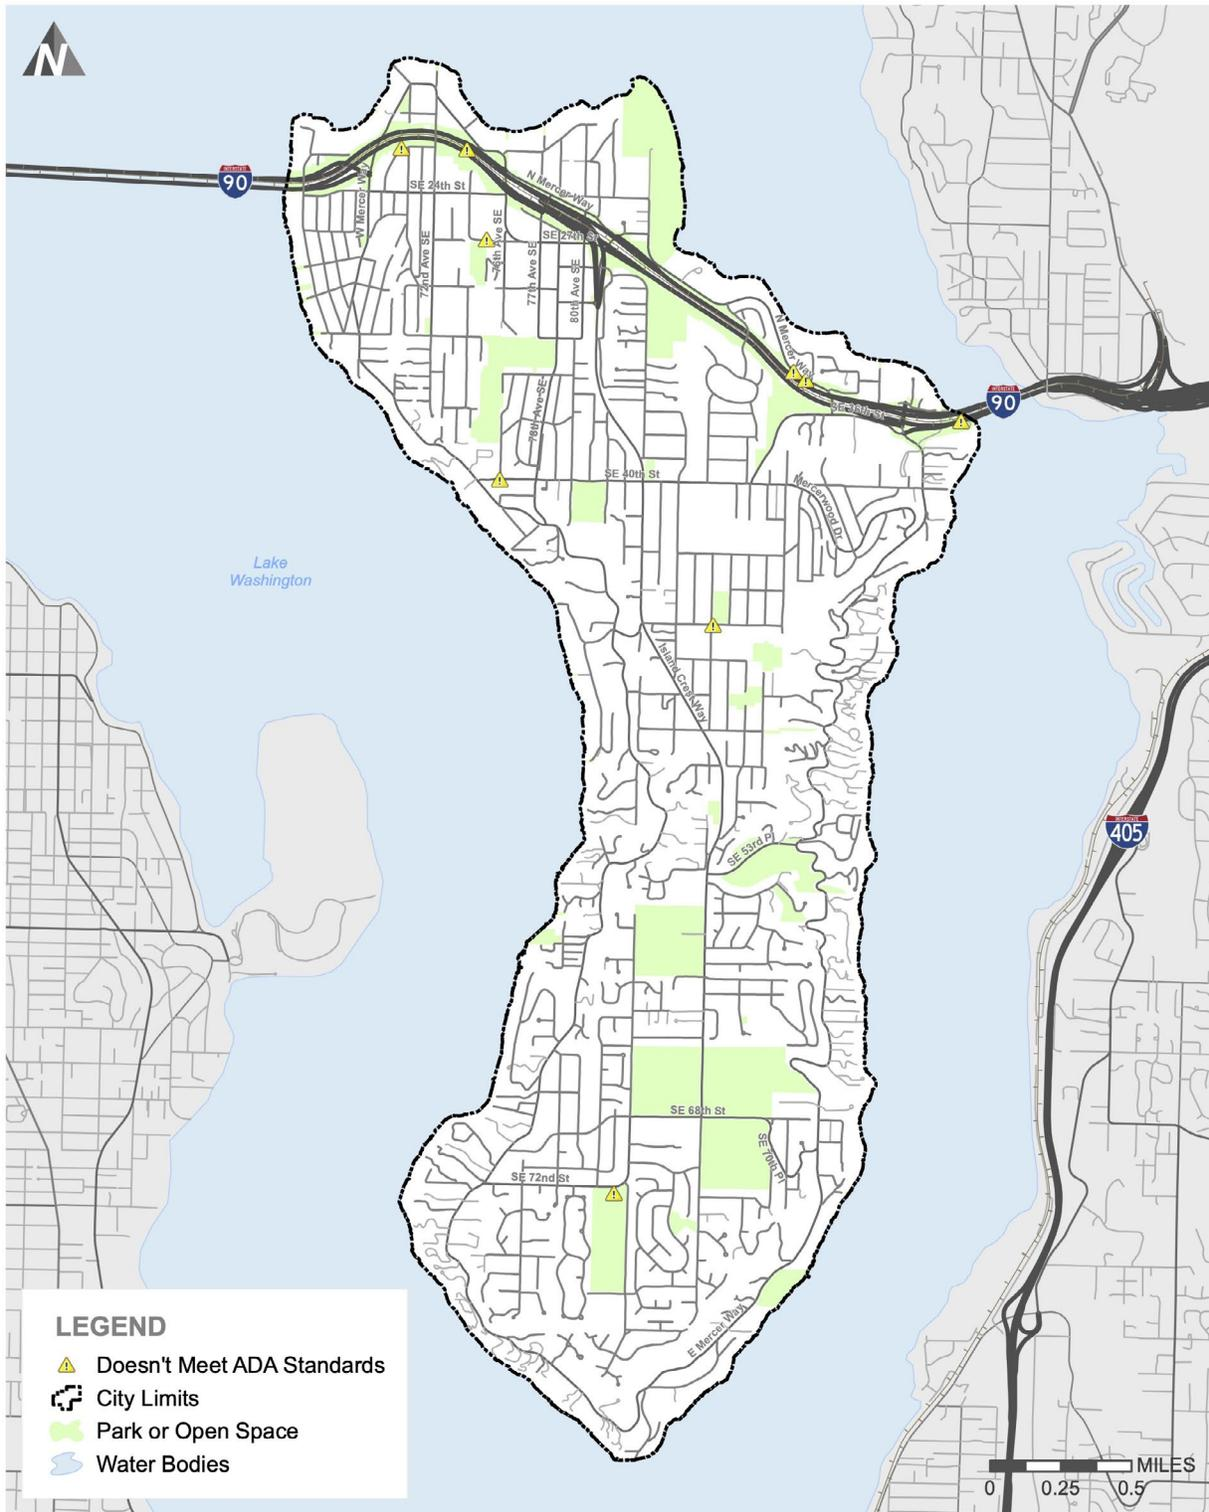 N
INTERSTATE
90
W Mercer Way
SE 24th St
N Mercer Way
72nd Ave SE
76th Ave SE
SE 27th St
77th Ave SE
80th Ave SE
N Mercer Way
SE 36th St
INTERSTATE
90
78th Ave SE
SE 40th St
Mercerwood Dr
Lake
Washington
Island Crest Way
SE 53rd Pl
INTERSTATE
405
SE 68th St
SE 70th Pl
SE 72nd St
E Mercer Way
LEGEND
Doesn't Meet ADA Standards
City Limits
Park or Open Space
Water Bodies
MILES
0 0.25 0.5